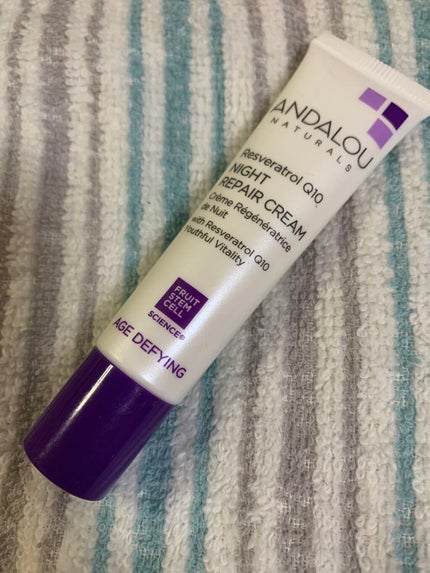 ANDALOU
NATURALS
Resveratrol Q10
NIGHT
REPAIR CREAM
Crème Régénératrice
de Nuit
with Resveratrol Q10
Youthful Vitality
FRUIT
STEM
CELL
SCIENCE®
AGE DEFYING